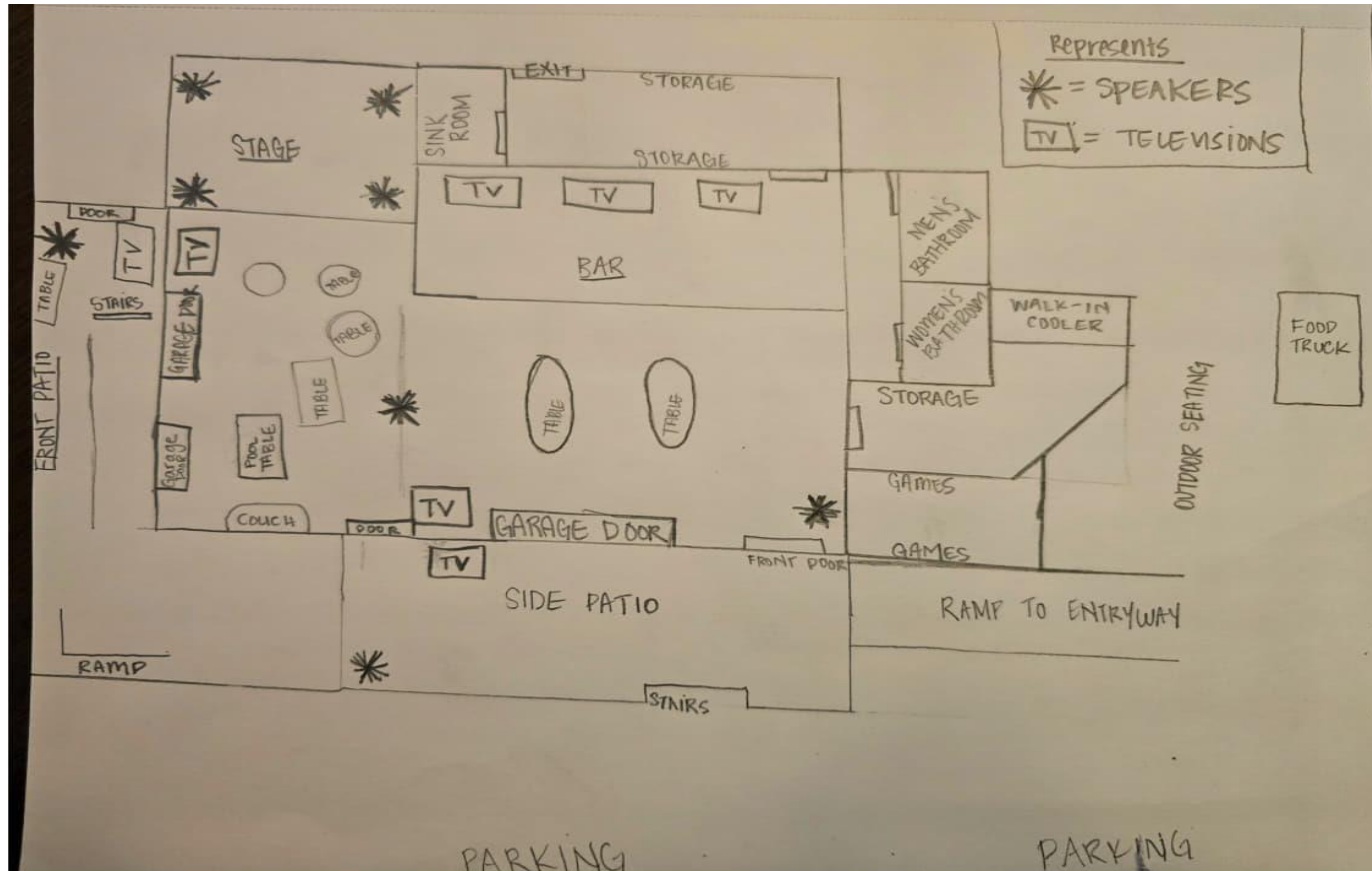 Represents
= SPEAKERS
TV = TELEVISIONS
EXIT
STORAGE
SINK
ROOM
STAGE
STORAGE
TV
TV
TV
MEN'S
BATHROOM
DOOR
TV
TV
BAR
TABLE
TABLE
STAIRS
GARAGE DOOR
TABLE
WOMEN'S
BATHROOM
WALK-IN
COOLER
FOOD
TRUCK
FRONT PATIO
TABLE
TABLE
TABLE
STORAGE
OUTDOOR SEATING
Garage
DOOR
POOL
TABLE
GAMES
COUCH
DOOR
TV
GARAGE DOOR
FRONT DOOR
GAMES
TV
SIDE PATIO
RAMP TO ENTRYWAY
RAMP
STAIRS
PARKING
PARKING